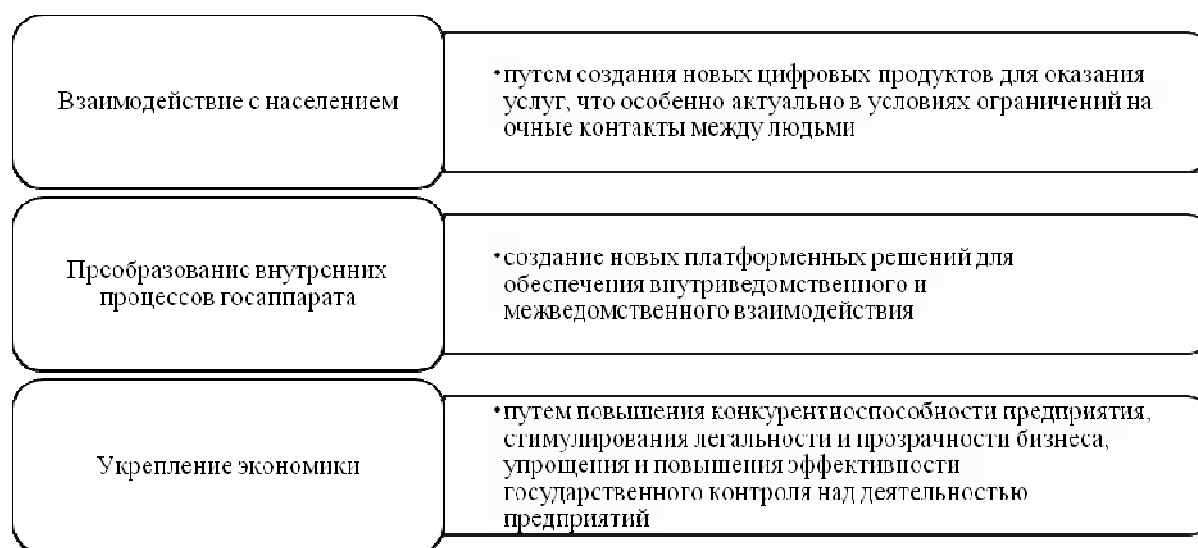 Взаимодействие с населением
•путем создания новых цифровых продуктов для оказания
услуг, что особенно актуально в условиях ограничений на
очные контакты между людьми
Преобразование внутренних
процессов госаппарата
•создание новых платформенных решений для
обеспечения внутриведомственного и
межведомственного взаимодействия
Укрепление экономики
•путем повышения конкурентноспособности предприятия,
стимулирования легальности и прозрачности бизнеса,
упрощения и повышения эффективности
государственного контроля над деятельностью
предприятий